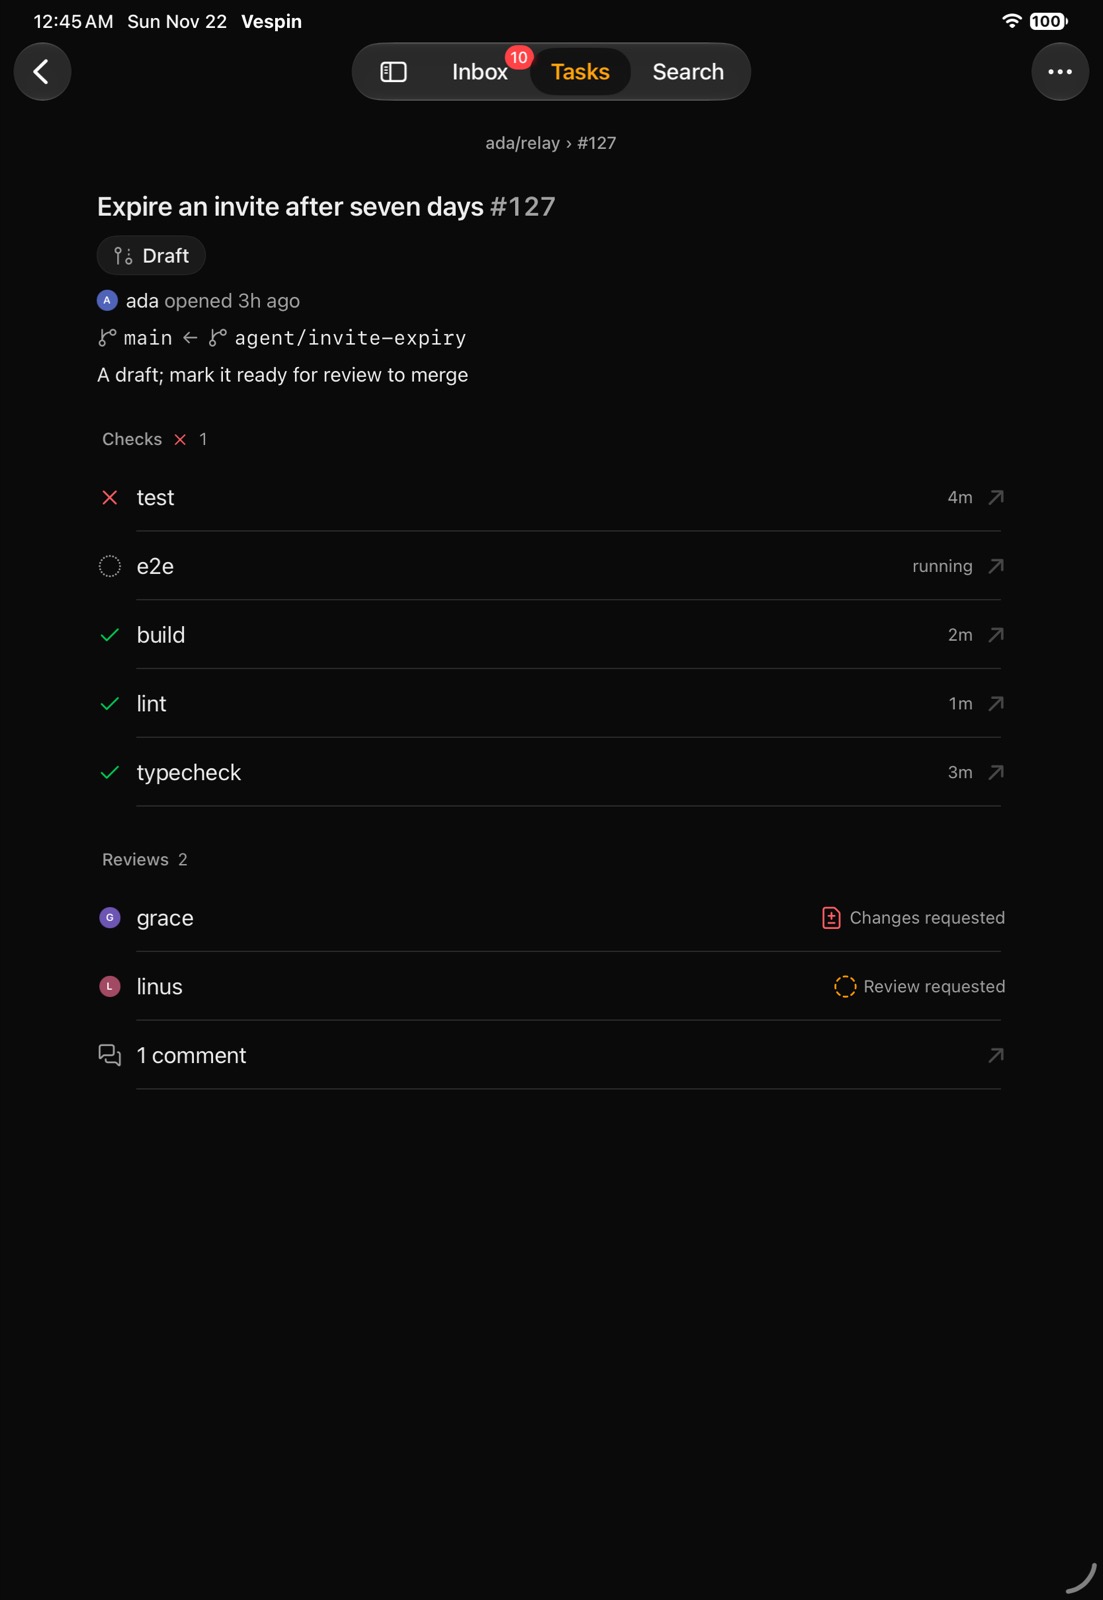 12:45 AM Sun Nov 22 Vespin
100
Inbox 10 Tasks Search
ada/relay › #127
Expire an invite after seven days #127
Draft
A ada opened 3h ago
main ← agent/invite-expiry
A draft; mark it ready for review to merge
Checks 1
test 4m
e2e running
build 2m
lint 1m
typecheck 3m
Reviews 2
G grace Changes requested
L linus Review requested
1 comment